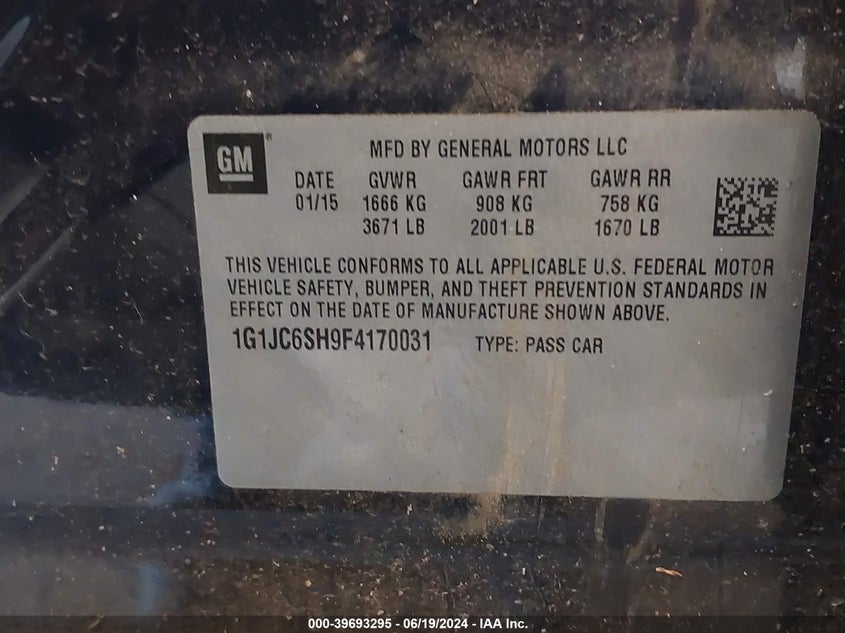 GM ®
MFD BY GENERAL MOTORS LLC
DATE GVWR GAWR FRT GAWR RR
01/15 1666 KG 908 KG 758 KG
3671 LB 2001 LB 1670 LB
THIS VEHICLE CONFORMS TO ALL APPLICABLE U.S. FEDERAL MOTOR
VEHICLE SAFETY, BUMPER, AND THEFT PREVENTION STANDARDS IN
EFFECT ON THE DATE OF MANUFACTURE SHOWN ABOVE.
1G1JC6SH9F4170031 TYPE: PASS CAR
000-39693295 - 06/19/2024 - IAA Inc.